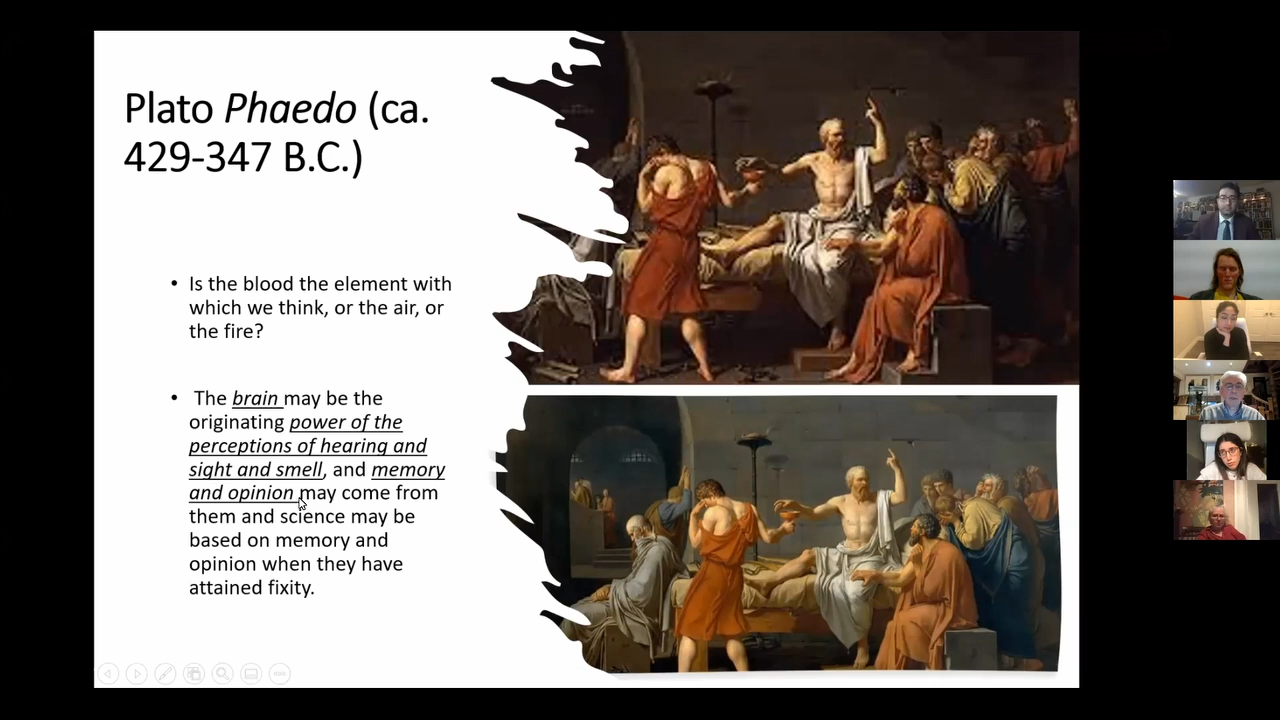 Plato Phaedo (ca.
429-347 B.C.)
• Is the blood the element with
which we think, or the air, or
the fire?
• The brain may be the
originating power of the
perceptions of hearing and
sight and smell, and memory
and opinion may come from
them and science may be
based on memory and
opinion when they have
attained fixity.